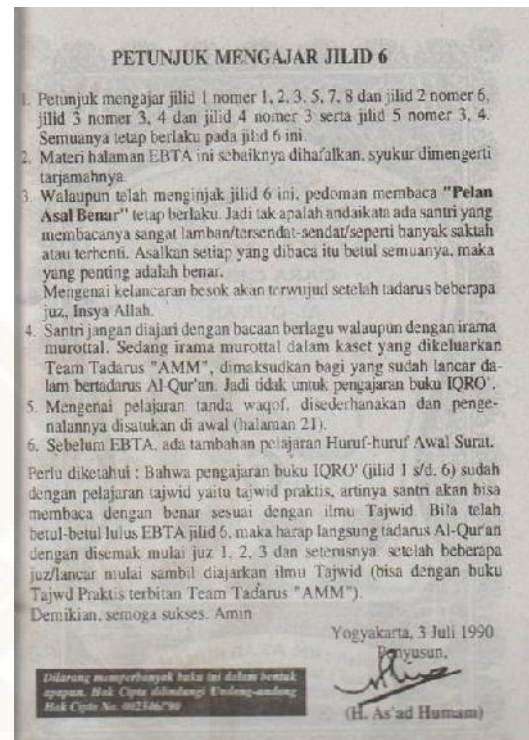 PETUNJUK MENGAJAR JILID 6
1. Petunjuk mengajar jilid 1 nomer 1, 2, 3, 5, 7, 8 dan jilid 2 nomer 6,
jilid 3 nomer 3, 4 dan jilid 4 nomer 3 serta jilid 5 nomer 3, 4.
Semuanya tetap berlaku pada jilid 6 ini.
2. Materi halaman EBTA ini sebaiknya dihafalkan, syukur dimengerti
tarjamahnya.
3. Walaupun telah menginjak jilid 6 ini, pedoman membaca "Pelan
Asal Benar" tetap berlaku. Jadi tak apalah andaikata ada santri yang
membacanya sangat lamban/tersendat-sendat/seperti banyak saktah
atau terhenti. Asalkan setiap yang dibaca itu betul semuanya, maka
yang penting adalah benar.
Mengenai kelancaran besok akan terwujud setelah tadarus beberapa
juz, Insya Allah.
4. Santri jangan diajari dengan bacaan berlagu walaupun dengan irama
murottal. Sedang irama murottal dalam kaset yang dikeluarkan
Team Tadarus "AMM", dimaksudkan bagi yang sudah lancar da-
lam bertadarus Al-Qur'an. Jadi tidak untuk pengajaran buku IQRO'.
5. Mengenai pelajaran tanda waqof, disederhanakan dan penge-
nalannya disatukan di awal (halaman 21).
6. Sebelum EBTA, ada tambahan pelajaran Huruf-huruf Awal Surat.
Perlu diketahui : Bahwa pengajaran buku IQRO' (jilid 1 s/d. 6) sudah
dengan pelajaran tajwid yaitu tajwid praktis, artinya santri akan bisa
membaca dengan benar sesuai dengan ilmu Tajwid. Bila telah
betul-betul lulus EBTA jilid 6, maka harap langsung tadarus Al-Qur'an
dengan disemak mulai juz 1, 2, 3 dan seterusnya. setelah beberapa
juz/lancar mulai sambil diajarkan ilmu Tajwid (bisa dengan buku
Tajwd Praktis terbitan Team Tadarus "AMM").
Demikian, semoga sukses. Amin
Yogyakarta, 3 Juli 1990
Penyusun,
Dilarang memperbanyak buku ini dalam bentuk
apapun. Hak Cipta dilindungi Undang-undang
Hak Cipta No.
(H. As'ad Humam)